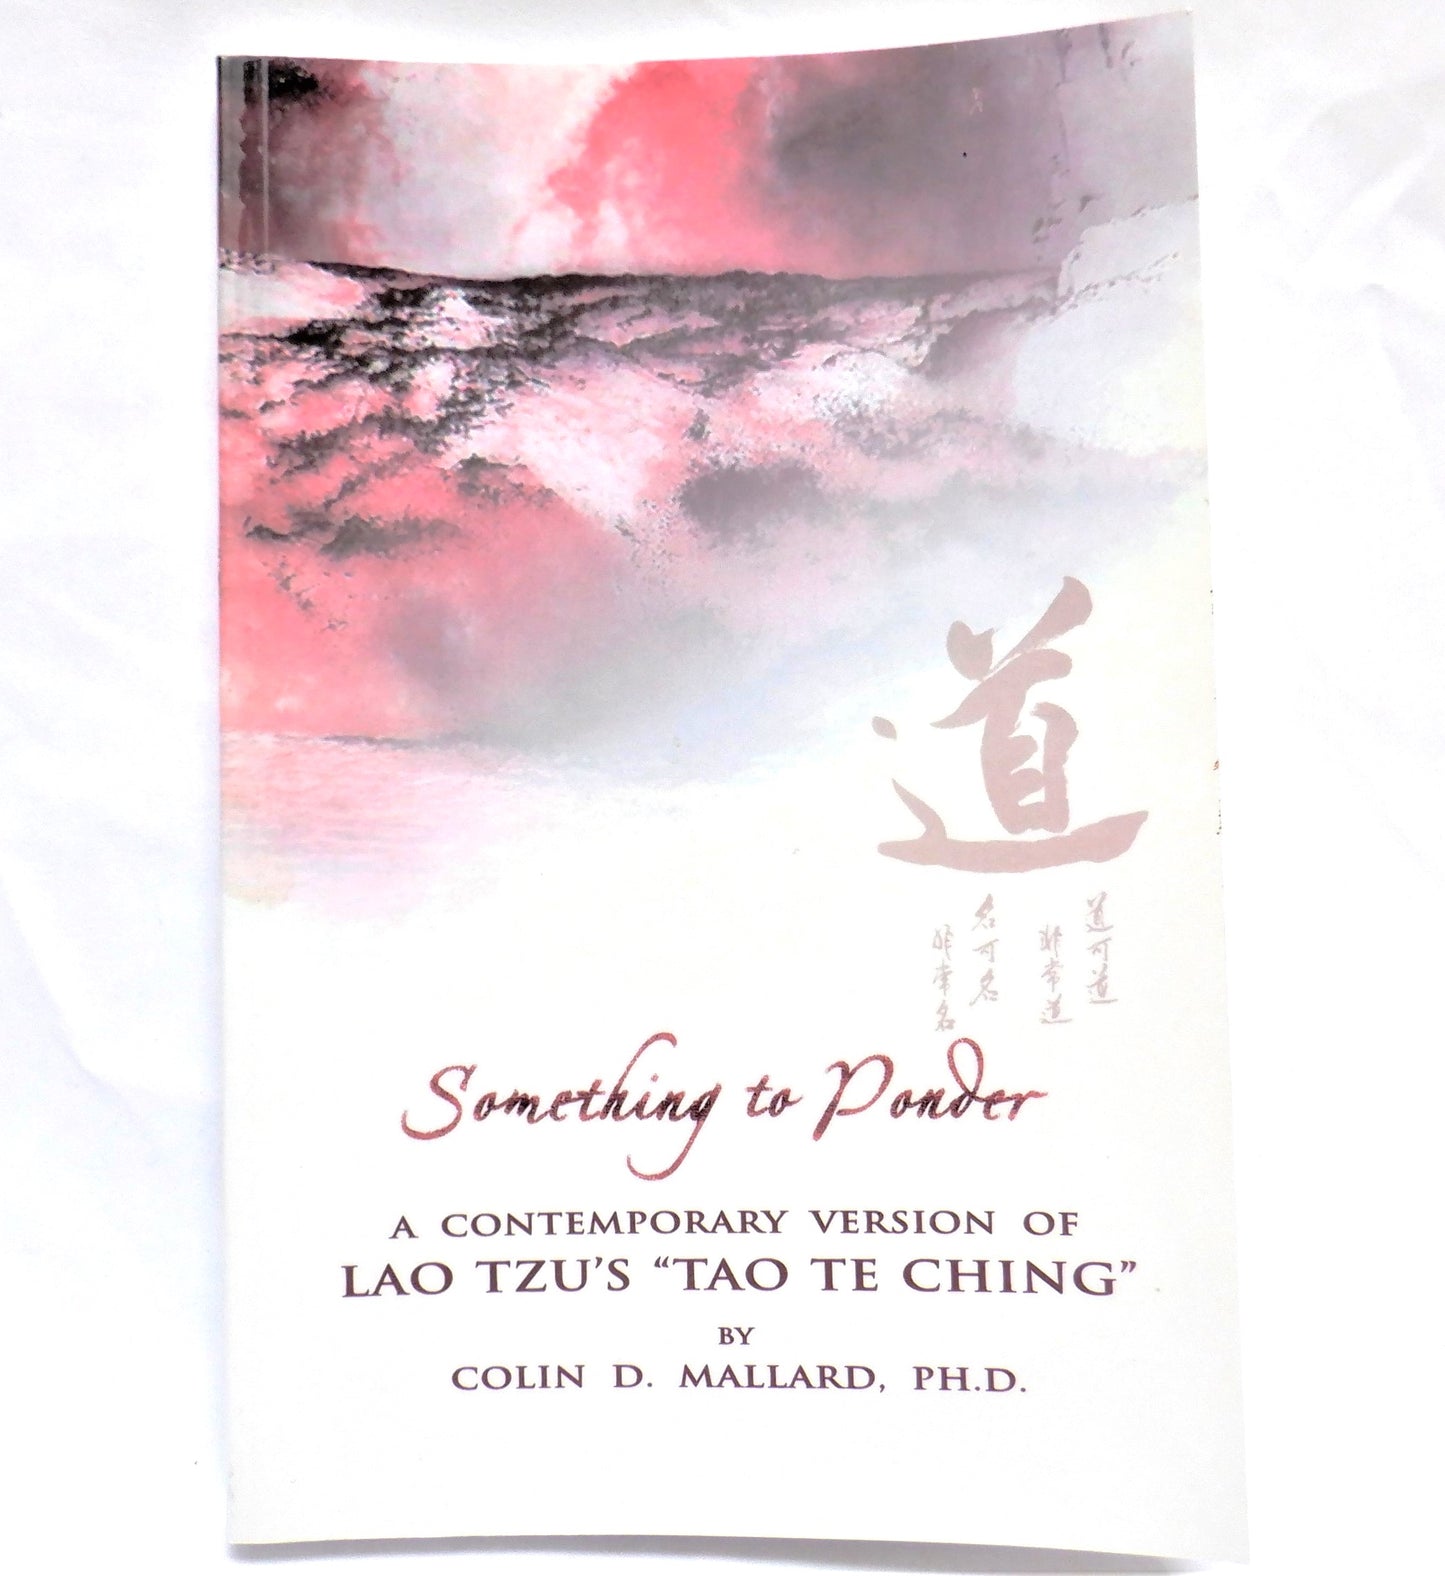 道
道可道
非常道
名可名
非常名
Something to Ponder
A CONTEMPORARY VERSION OF
LAO TZU'S “TAO TE CHING”
BY
COLIN D. MALLARD, PH.D.